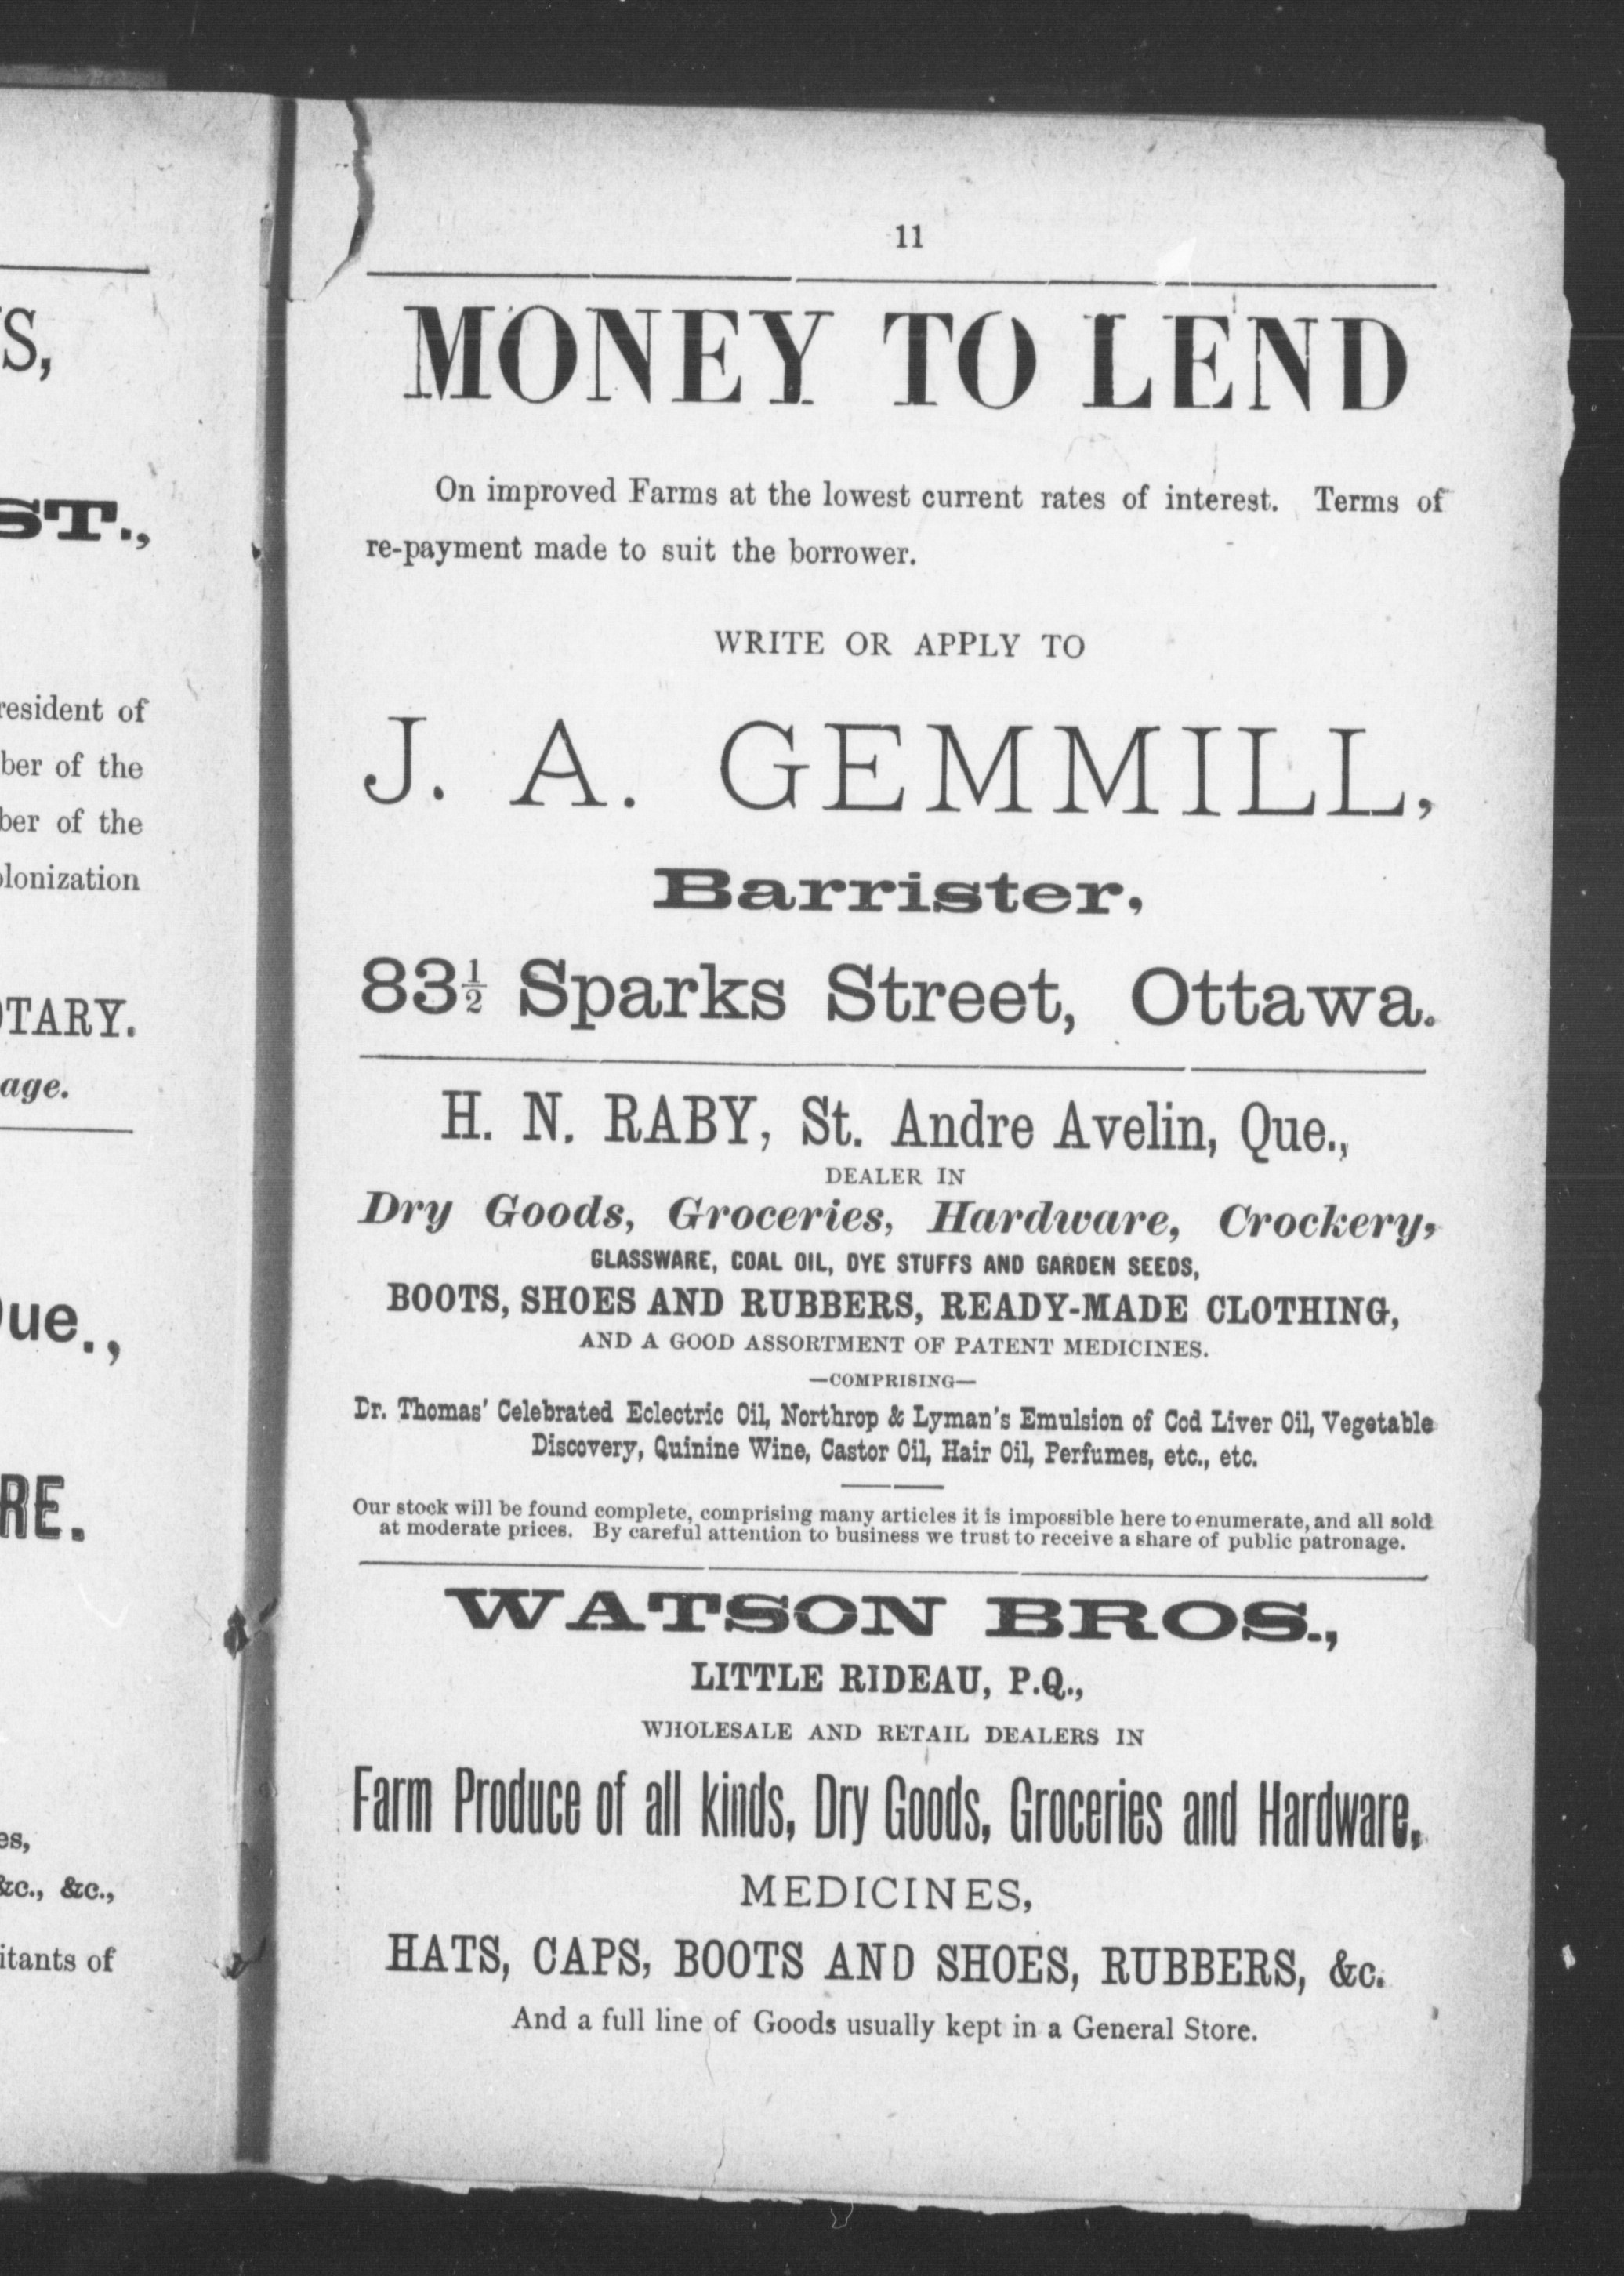 S,
ST.,
resident of
ber of the
ber of the
olonization
OTARY.
age.
Que.,
RE.
es,
&c., &c.,
itants of
11
MONEY TO LEND
On improved Farms at the lowest current rates of interest. Terms of
re-payment made to suit the borrower.
WRITE OR APPLY TO
J. A. GEMMILL,
Barrister,
83½ Sparks Street, Ottawa.
H. N. RABY, St. Andre Avelin, Que.,
DEALER IN
Dry Goods, Groceries, Hardware, Crockery,
GLASSWARE, COAL OIL, DYE STUFFS AND GARDEN SEEDS,
BOOTS, SHOES AND RUBBERS, READY-MADE CLOTHING,
AND A GOOD ASSORTMENT OF PATENT MEDICINES.
—COMPRISING—
Dr. Thomas' Celebrated Eclectric Oil, Northrop & Lyman's Emulsion of Cod Liver Oil, Vegetable
Discovery, Quinine Wine, Castor Oil, Hair Oil, Perfumes, etc., etc.
Our stock will be found complete, comprising many articles it is impossible here to enumerate, and all sold
at moderate prices. By careful attention to business we trust to receive a share of public patronage.
WATSON BROS.,
LITTLE RIDEAU, P.Q.,
WHOLESALE AND RETAIL DEALERS IN
Farm Produce of all kinds, Dry Goods, Groceries and Hardware,
MEDICINES,
HATS, CAPS, BOOTS AND SHOES, RUBBERS, &c.
And a full line of Goods usually kept in a General Store.